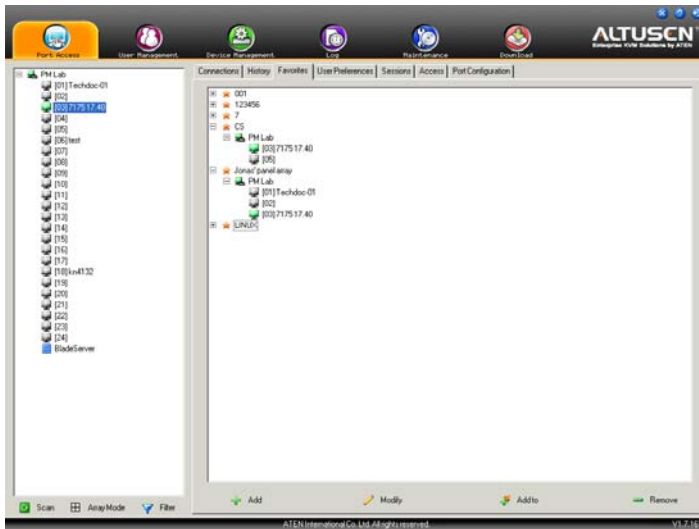 ALTUSCN
Enterprise KVM Solutions by ATEN
Port Access
User Management
Device Management
Log
Maintenance
Download
Connections
History
Favorites
User Preferences
Sessions
Access
Port Configuration
PM Lab
[01]Techdoc-01
[02]
[03]717517.40
[04]
[05]
[06]test
[07]
[08]
[09]
[10]
[11]
[12]
[13]
[14]
[15]
[16]
[17]
[18]kn4132
[19]
[20]
[21]
[22]
[23]
[24]
BladeServer
001
123456
7
CS
PM Lab
[03]717517.40
[05]
Jonas' panel array
PM Lab
[01]Techdoc-01
[02]
[03]717517.40
LINUX
Scan
Array Mode
Filter
Add
Modify
Add to
Remove
ATEN International Co. Ltd. All rights reserved.